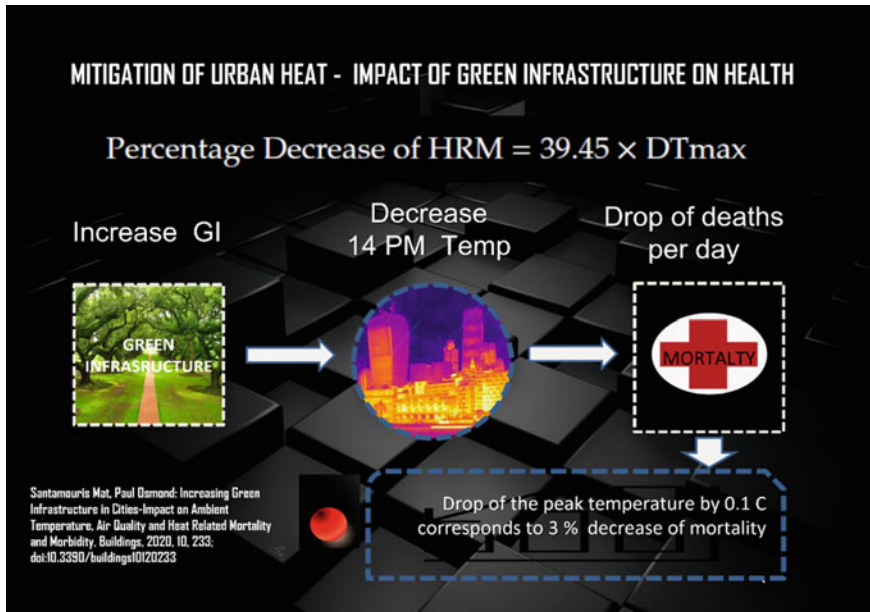 MITIGATION OF URBAN HEAT - IMPACT OF GREEN INFRASTRUCTURE ON HEALTH
Percentage Decrease of HRM = 39.45 × DTmax
Increase GI
Decrease
14 PM Temp
Drop of deaths
per day
GREEN
INFRASRUCTURE
MORTALTY
Santamouris Mat, Paul Osmond: Increasing Green
Infrastructure in Cities-Impact on Ambient
Temperature, Air Quality and Heat Related Mortality
and Morbidity, Buildings, 2020, 10, 233;
doi:10.3390/buildings10120233
Drop of the peak temperature by 0.1 C
corresponds to 3 % decrease of mortality